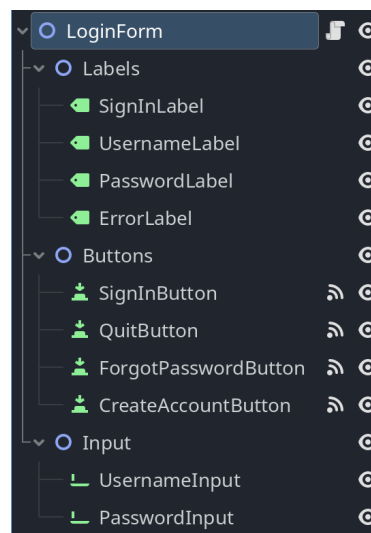 LoginForm
Labels
SignInLabel
UsernameLabel
PasswordLabel
ErrorLabel
Buttons
SignInButton
QuitButton
ForgotPasswordButton
CreateAccountButton
Input
UsernameInput
PasswordInput